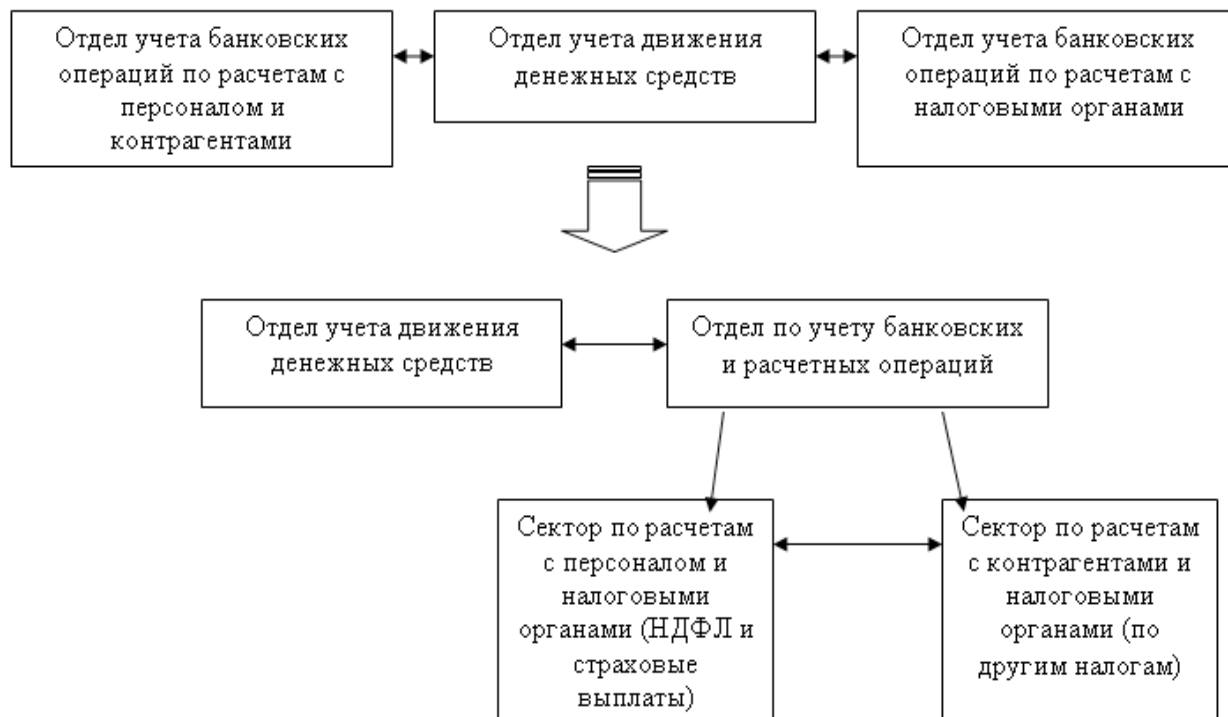 Отдел учета банковских
операций по расчетам с
персоналом и
контрагентами
Отдел учета движения
денежных средств
Отдел учета банковских
операций по расчетам с
налоговыми органами
Отдел учета движения
денежных средств
Отдел по учету банковских
и расчетных операций
Сектор по расчетам
с персоналом и
налоговыми
органами (НДФЛ и
страховые
выплаты)
Сектор по расчетам
с контрагентами и
налоговыми
органами (по
другим налогам)